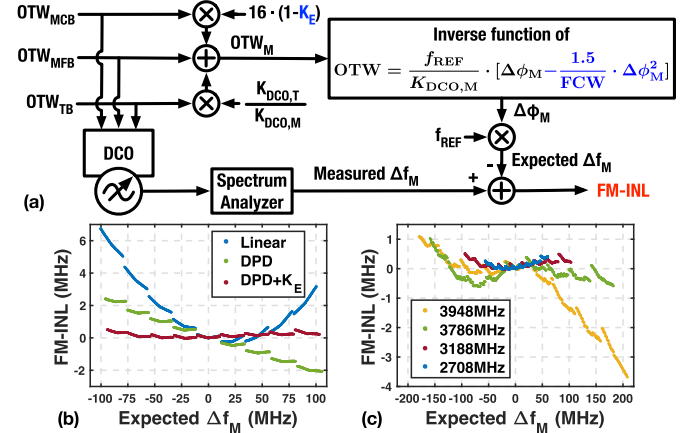 OTW_MCB
16 · (1-K_E)
OTW_MFB
OTW_M
OTW_TB
K_DCO,T
K_DCO,M
Inverse function of
OTW = f_REF / K_DCO,M · [Δϕ_M − 1.5 / FCW · Δϕ²_M]
ΔΦ_M
f_REF
- Expected Δf_M
DCO
Spectrum
Analyzer
Measured Δf_M
+
FM-INL
(a)
FM-INL (MHz)
6
4
2
0
-2
Linear
DPD
DPD+K_E
-100 -75 -50 -25 0 25 50 75 100
(b) Expected Δf_M (MHz)
FM-INL (MHz)
1
0
-1
-2
-3
-4
3948MHz
3786MHz
3188MHz
2708MHz
-200 -150 -100 -50 0 50 100 150 200
(c) Expected Δf_M (MHz)